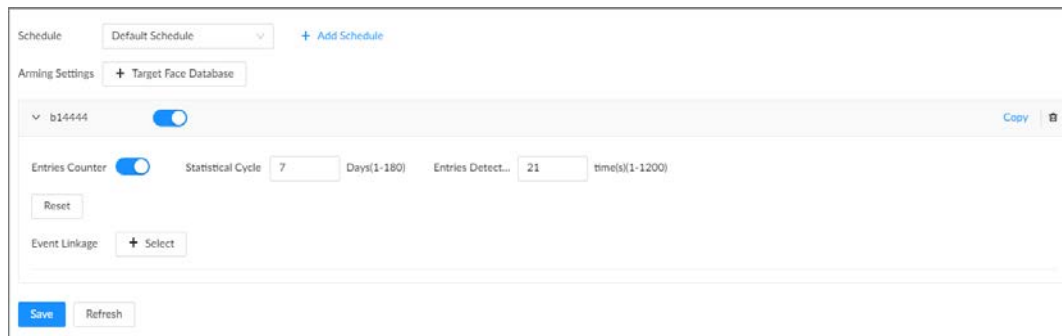 Schedule Default Schedule + Add Schedule
Arming Settings + Target Face Database
b14444 Copy
Entries Counter Statistical Cycle 7 Days(1-180) Entries Detect... 21 time(s)(1-1200)
Reset
Event Linkage + Select
Save Refresh